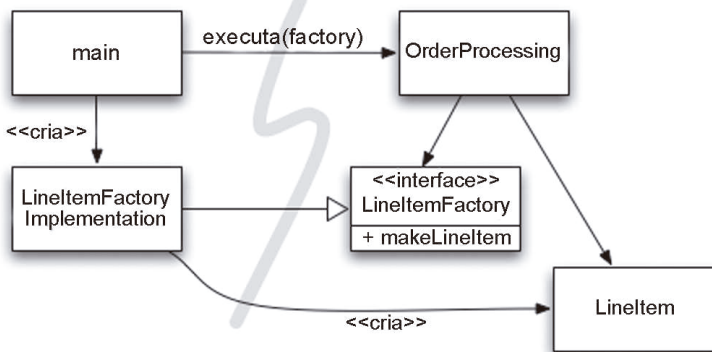 main
executa(factory)
OrderProcessing
<<cria>>
LineItemFactory
Implementation
<<interface>>
LineItemFactory
+ makeLineItem
LineItem
<<cria>>